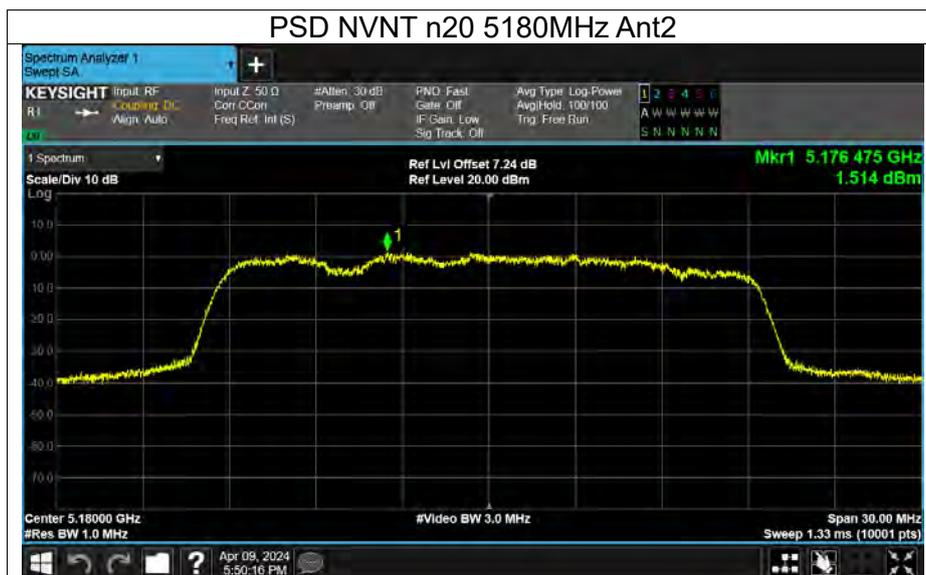 PSD NVNT n20 5180MHz Ant2
Spectrum Analyzer 1
Swept SA
KEYSIGHT Input: RF
Coupling: DC
Align: Auto
Input Z: 50 Ω
Corr CCorr
Freq Ref: Int (S)
#Atten: 30 dB
Preamp: Off
PNO: Fast
Gate: Off
IF Gain: Low
Sig Track: Off
Avg Type: Log-Power
Avg|Hold: 100/100
Trig: Free Run
1 2 3 4 5 6
A W W W W W
S N N N N N
1 Spectrum
Scale/Div 10 dB
Log
Ref Lvl Offset 7.24 dB
Ref Level 20.00 dBm
Mkr1 5.176 475 GHz
1.514 dBm
10.0
0.00
-10.0
-20.0
-30.0
-40.0
-50.0
-60.0
-70.0
1
Center 5.18000 GHz
#Res BW 1.0 MHz
#Video BW 3.0 MHz
Span 30.00 MHz
Sweep 1.33 ms (10001 pts)
Apr 09, 2024
5:50:16 PM